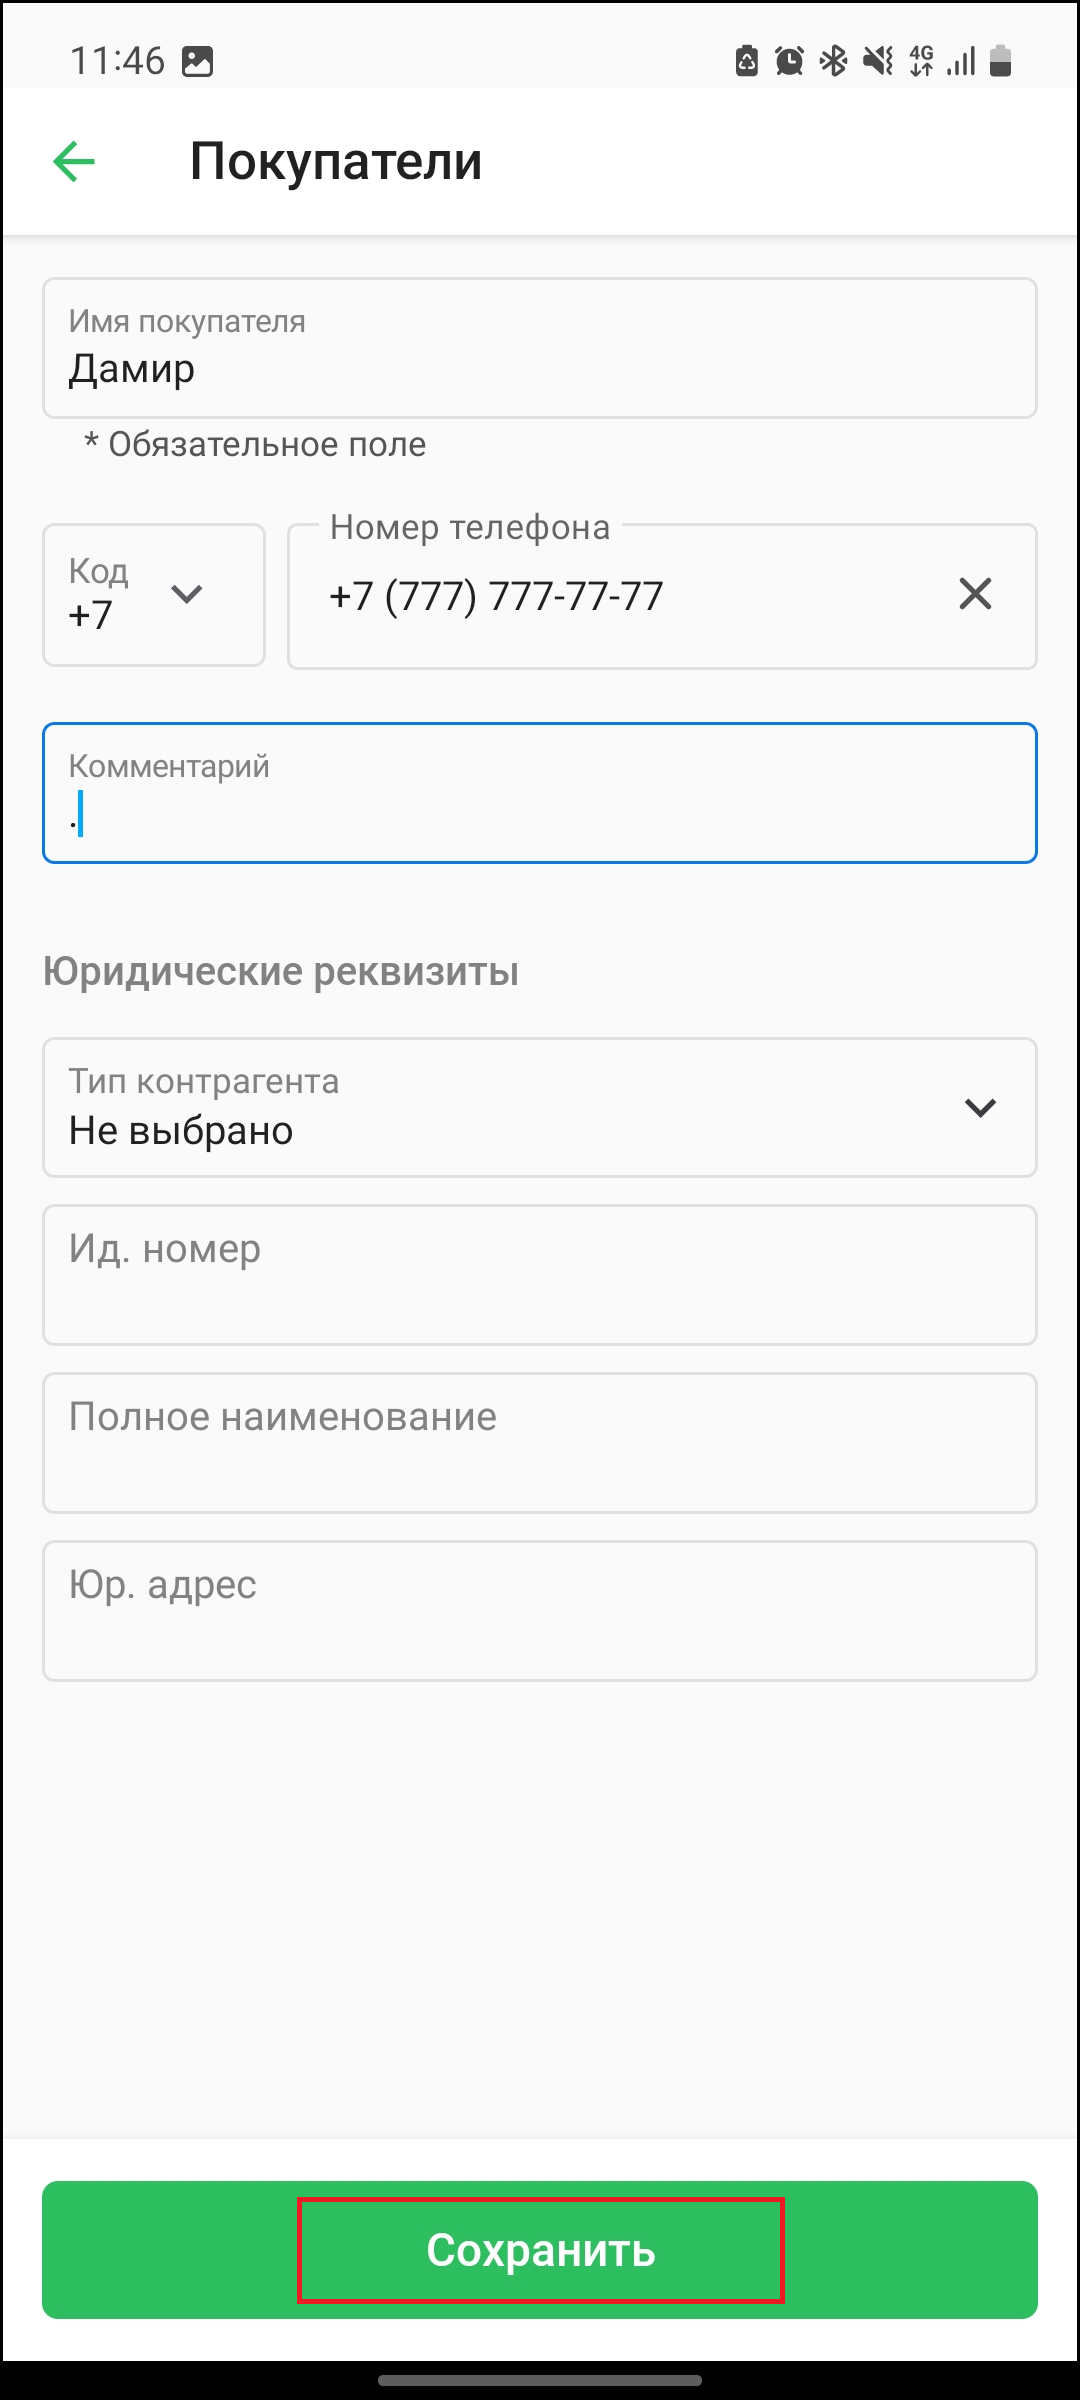 11:46
4G
Покупатели
Имя покупателя
Дамир
* Обязательное поле
Номер телефона
Код
+7
+7 (777) 777-77-77
Комментарий
.
Юридические реквизиты
Тип контрагента
Не выбрано
Ид. номер
Полное наименование
Юр. адрес
Сохранить